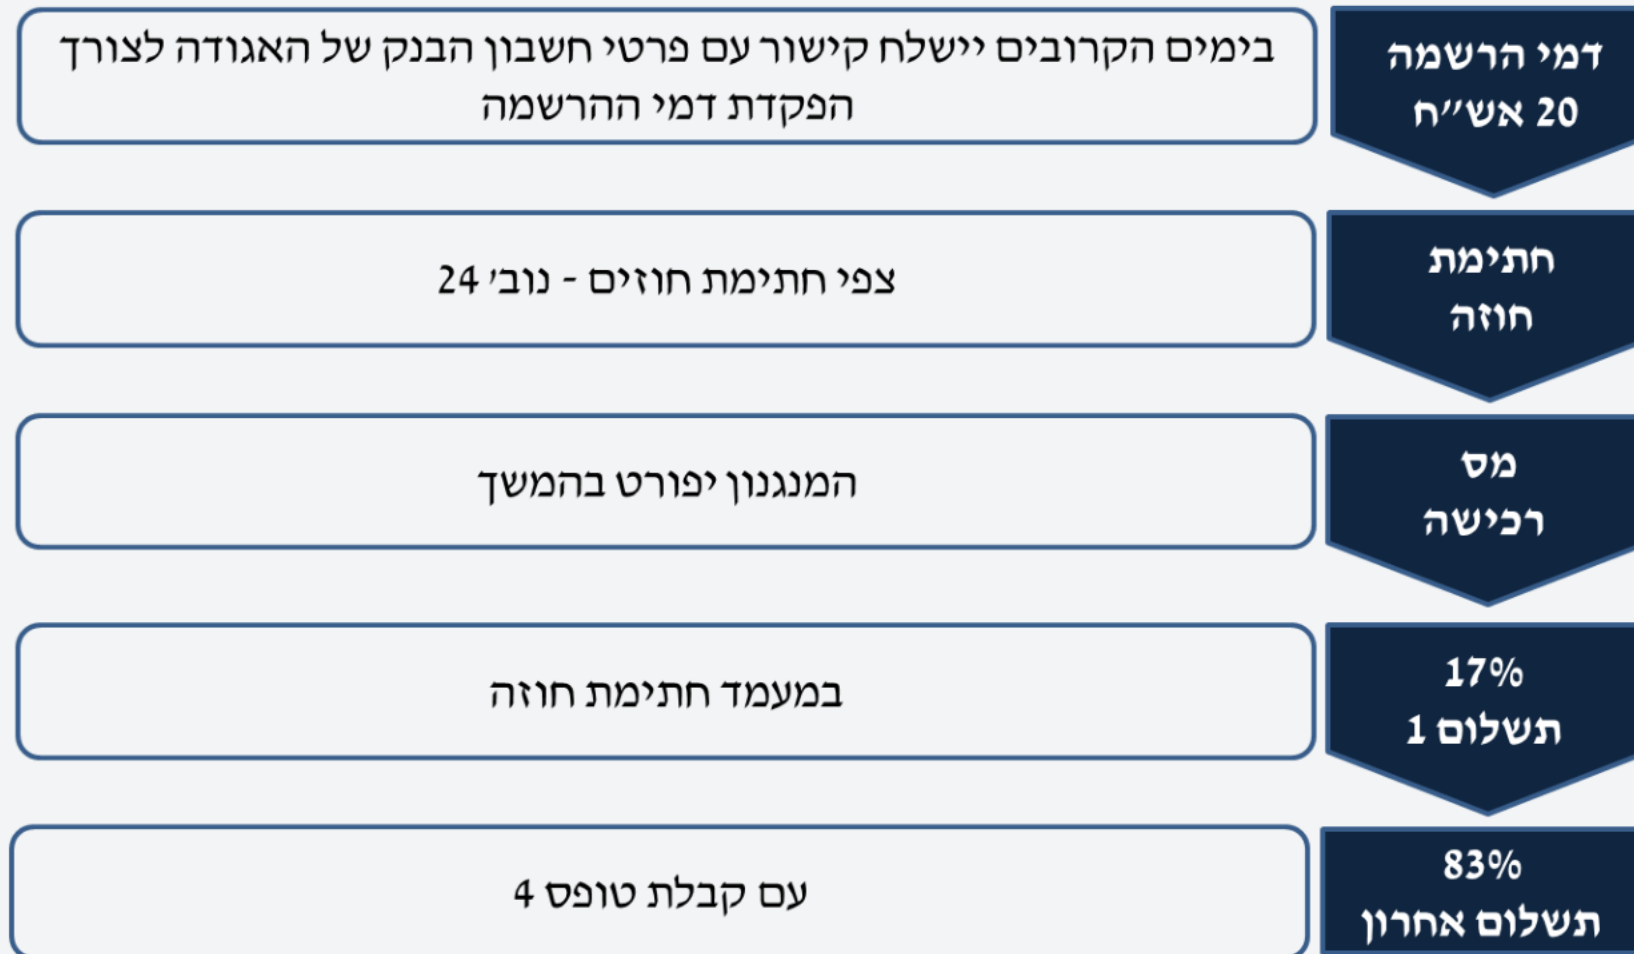 דמי הרשמה
20 אש״ח
בימים הקרובים יישלח קישור עם פרטי חשבון הבנק של האגודה לצורך
הפקדת דמי ההרשמה
חתימת
חוזה
צפי חתימת חוזים - נוב׳ 24
מס
רכישה
המנגנון יפורט בהמשך
17%
תשלום 1
במעמד חתימת חוזה
83%
תשלום אחרון
עם קבלת טופס 4